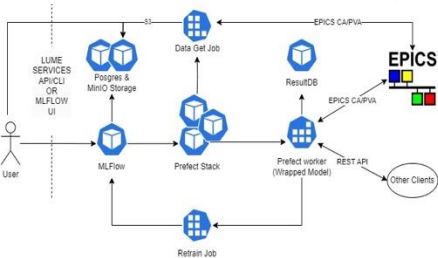 S3
EPICS CA/PVA
Data Get Job
LUME
SERVICES
API/CLI
OR
MLFLOW
UI
Posgres &
MinIO Storage
ResultDB
EPICS
EPICS CA/PVA
User
MLFlow
Prefect Stack
Prefect worker
(Wrapped Model)
REST API
Other Clients
Retrain Job